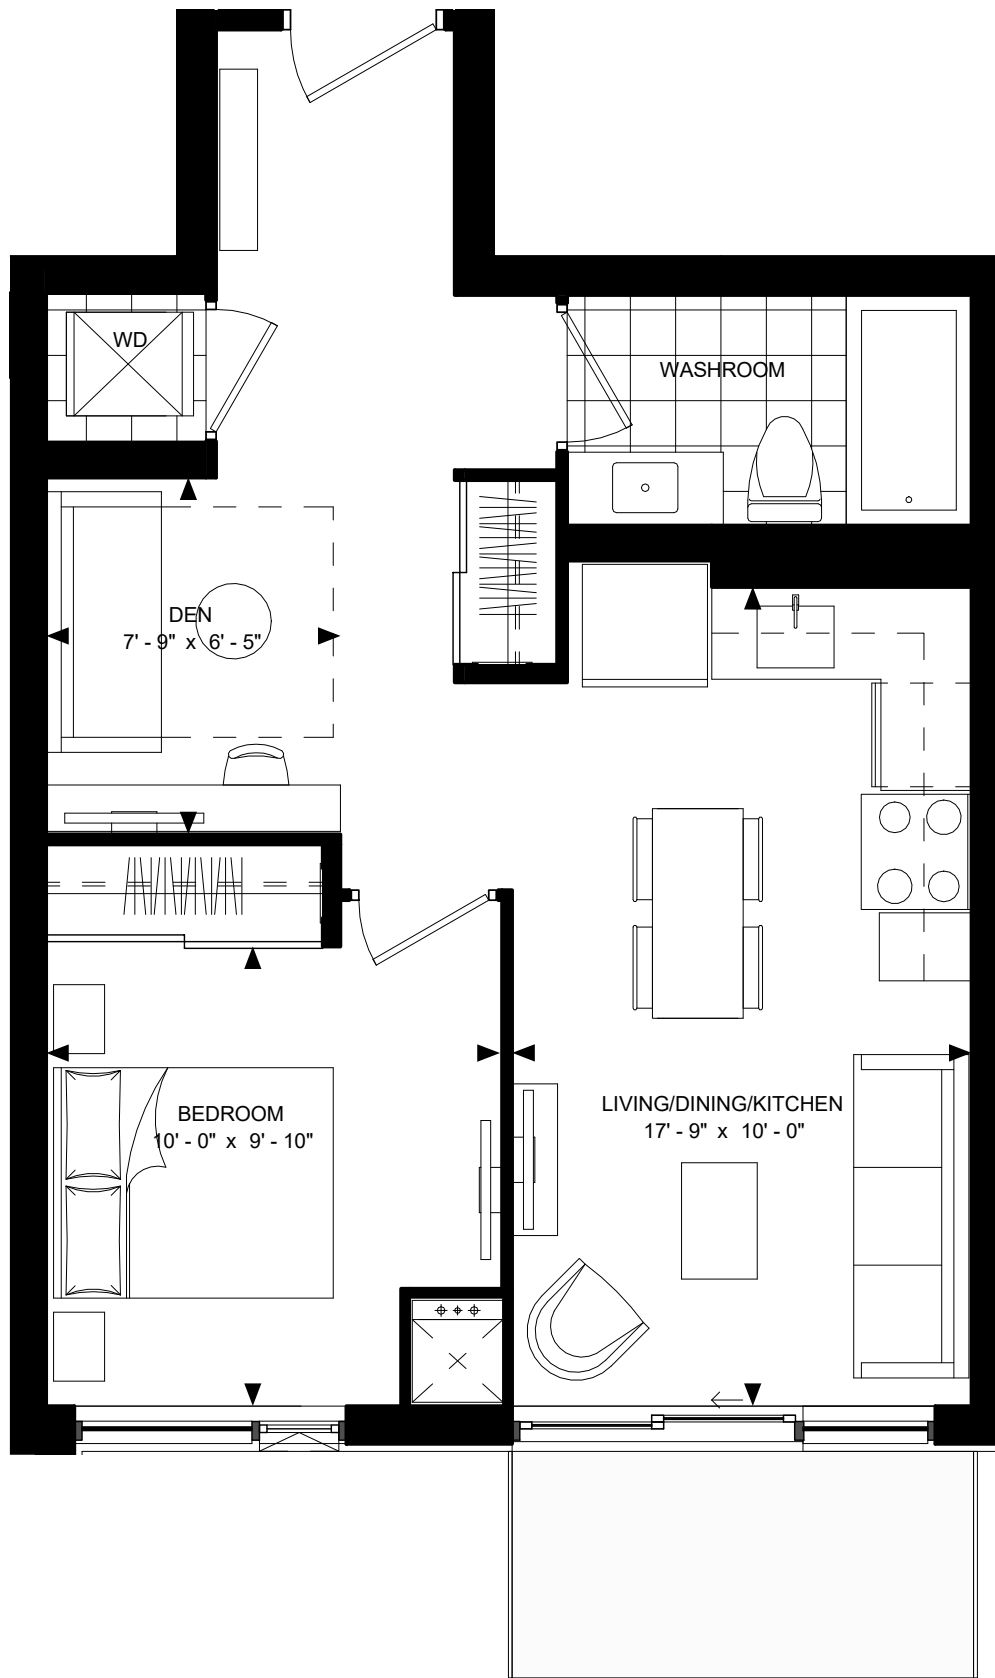 WD
WASHROOM
DEN
7' - 9" x 6' - 5"
BEDROOM
10' - 0" x 9' - 10"
LIVING/DINING/KITCHEN
17' - 9" x 10' - 0"